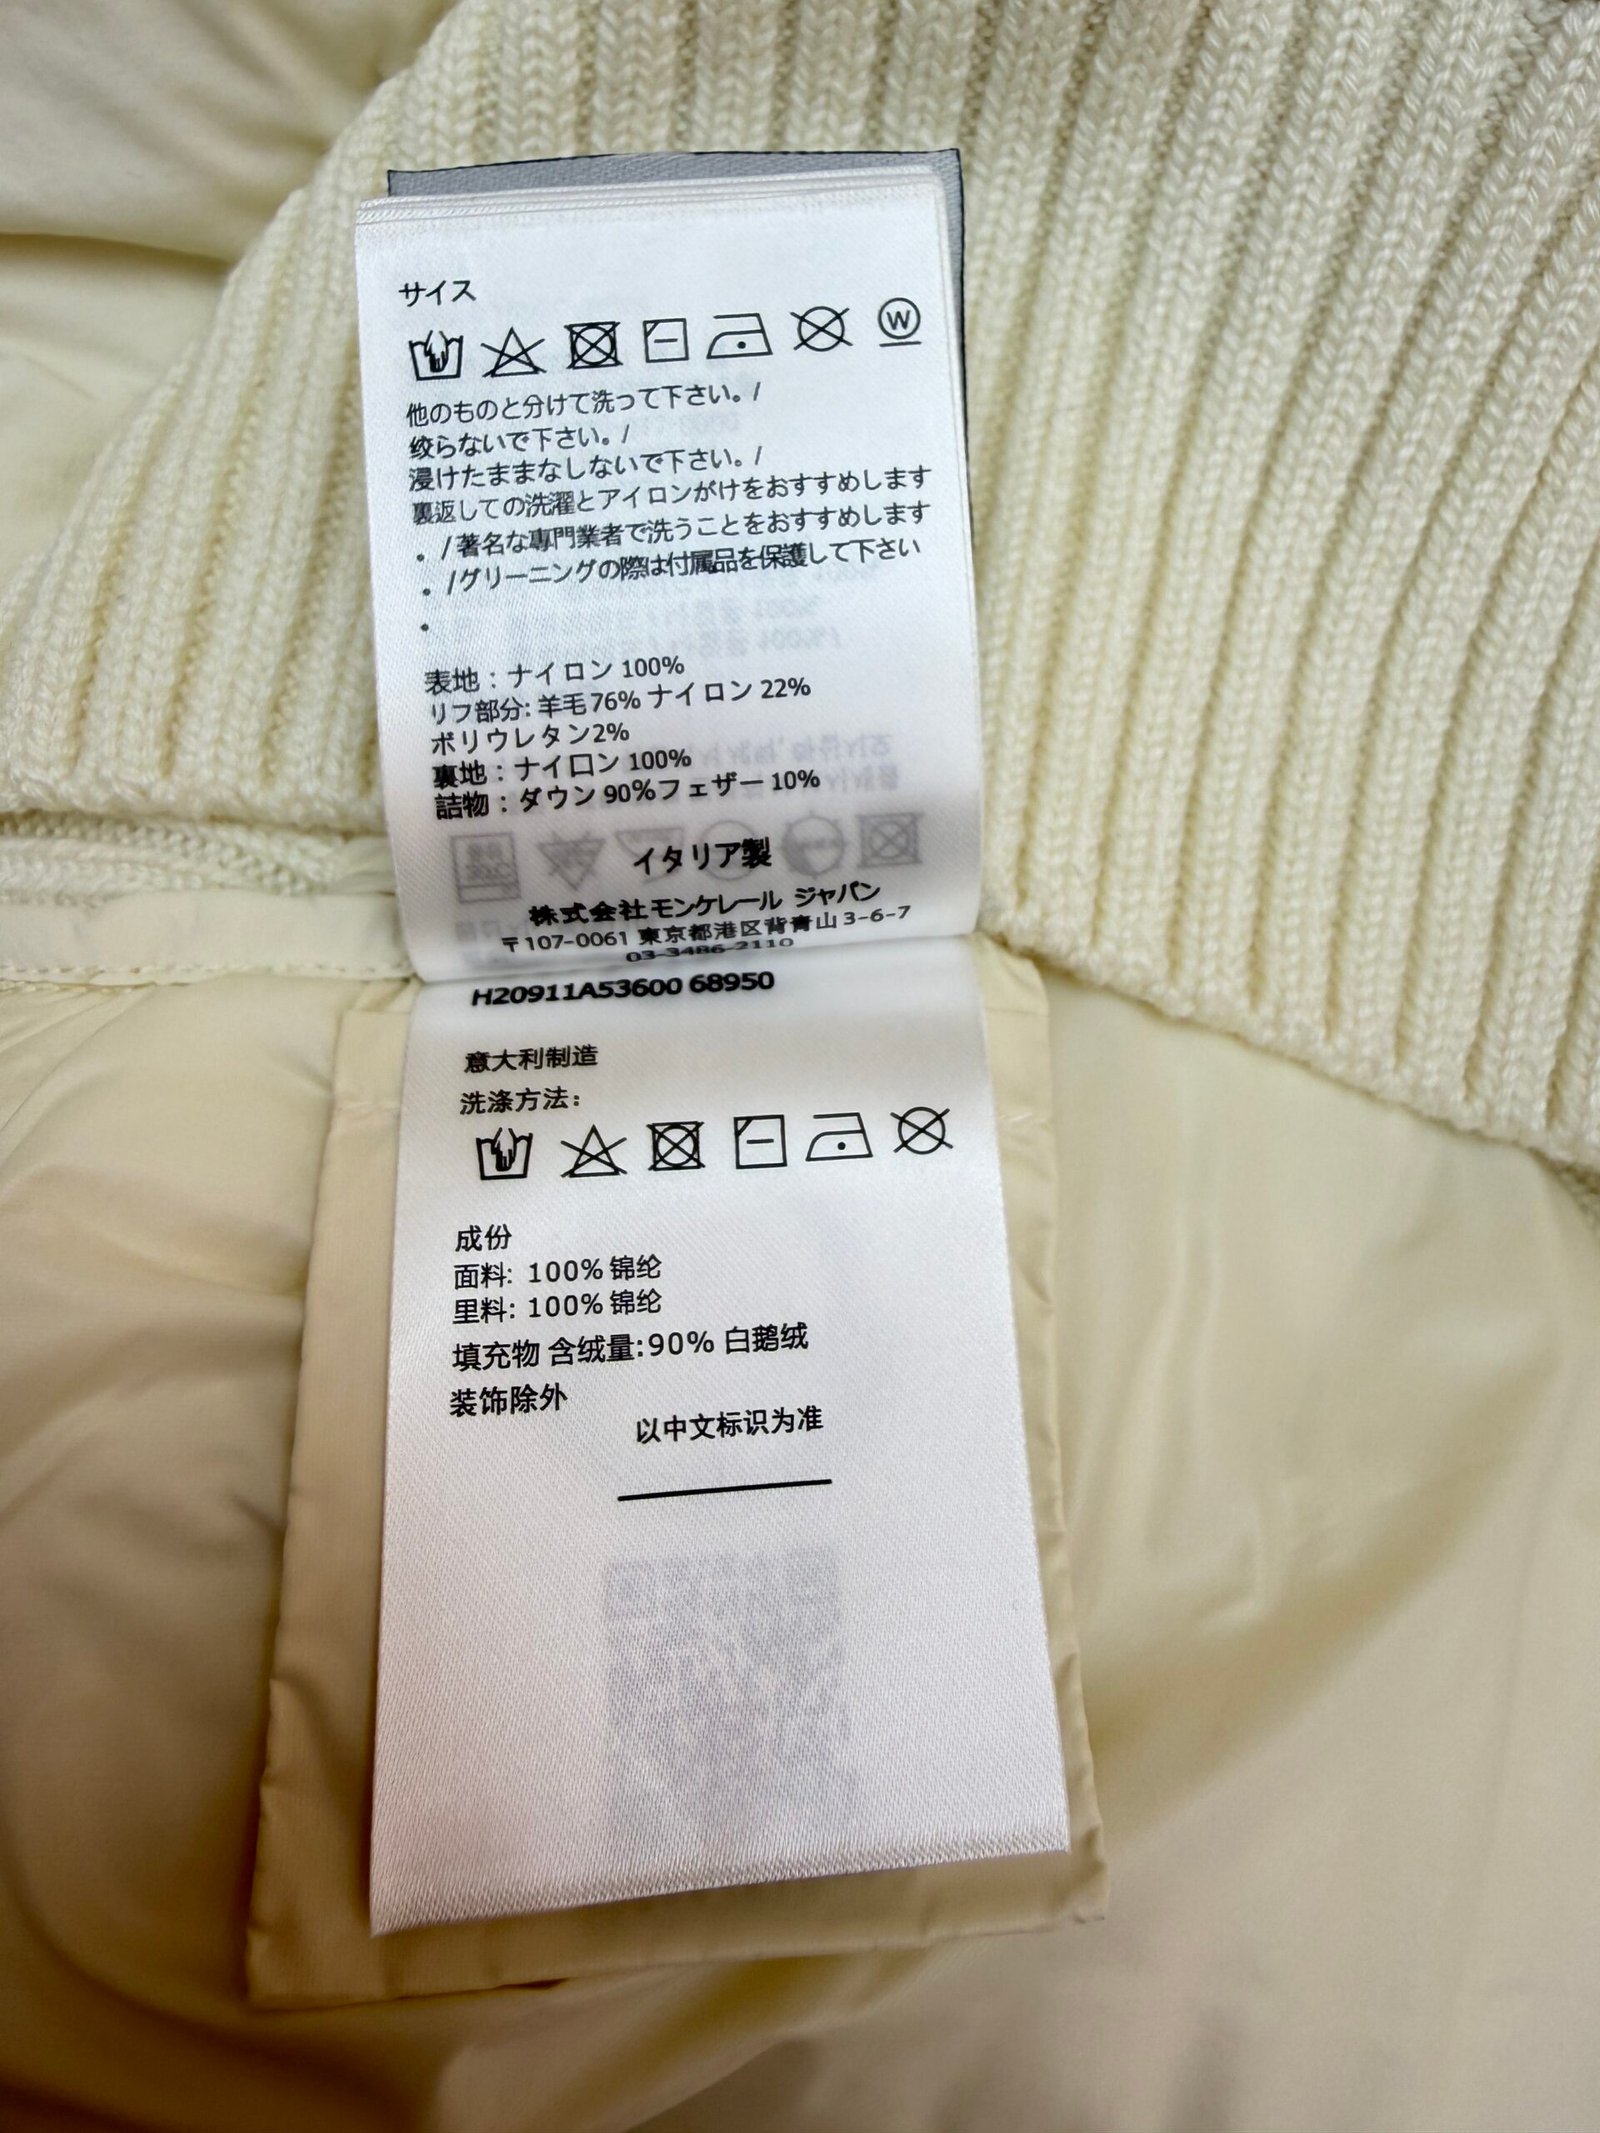 サイス
W
他のものと分けて洗って下さい。/
绞らないで下さい。/
浸けたままなしないで下さい。/
裏返しての洗濯とアイロンがけをおすすめします
. /著名な専門業者で洗うことをおすすめします
. /グリーニングの際は付属品を保護して下さい
.
表地：ナイロン 100%
リフ部分: 羊毛 76% ナイロン 22%
ポリウレタン2%
裏地：ナイロン 100%
詰物：ダウン 90%フェザー 10%
イタリア製
株式会社モンケレール ジャパン
〒107-0061 東京都港区背青山 3-6-7
03-3486-2110
H20911A53600 68950
意大利制造
洗涤方法：
成份
面料: 100% 锦纶
里料: 100% 锦纶
填充物 含绒量:90% 白鹅绒
装饰除外
以中文标识为准